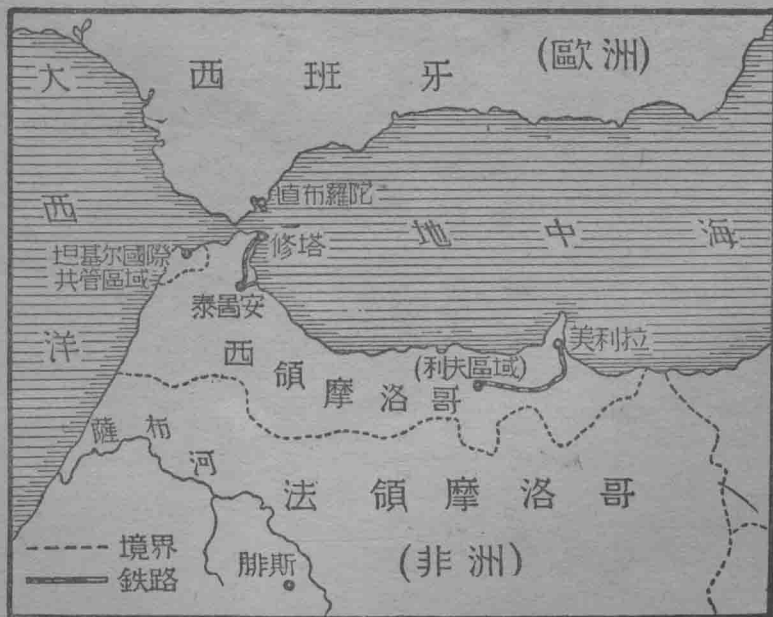 大西洋
西班牙
(歐洲)
直布羅陀
地中海
坦基尔國際
共管區域
修塔
泰啚安
美利拉
(利夫區域)
西領摩洛哥
薩布河
法領摩洛哥
(非洲)
腓斯
境界
鉄路